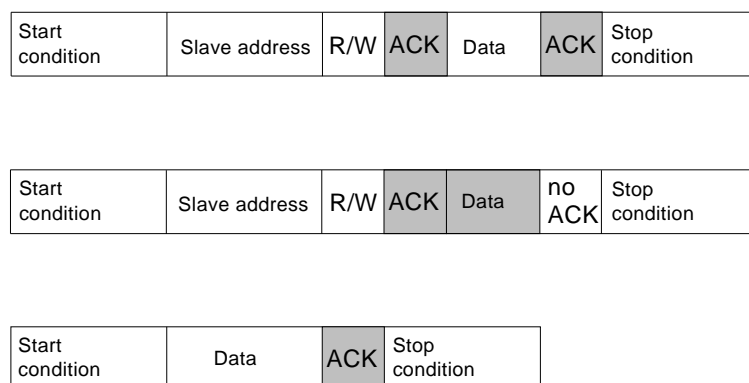 Start condition Slave address R/W ACK Data ACK Stop condition
Start condition Slave address R/W ACK Data no ACK Stop condition
Start condition Data ACK Stop condition